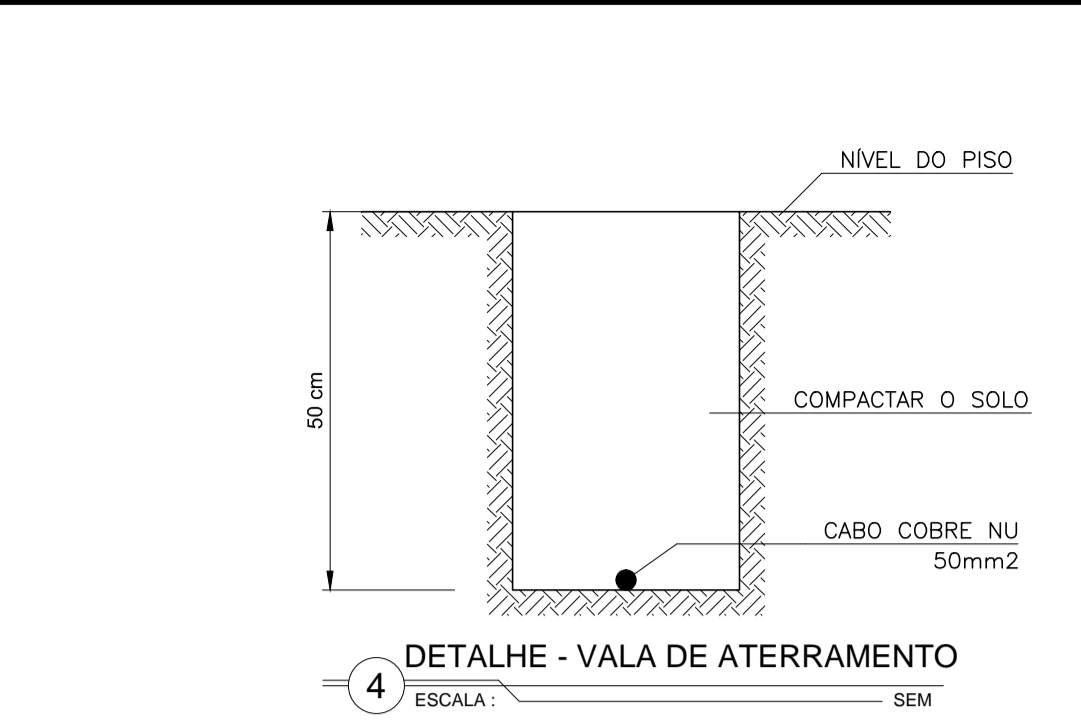 NÍVEL DO PISO
50 cm
COMPACTAR O SOLO
CABO COBRE NU
50mm2
DETALHE - VALA DE ATERRAMENTO
4
ESCALA : SEM